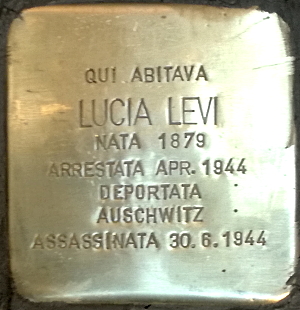 QUI ABITAVA
LUCIA LEVI
NATA 1879
ARRESTATA APR. 1944
DEPORTATA
AUSCHWITZ
ASSASSINATA 30.6.1944